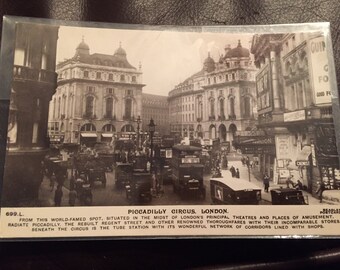 GUIN
699.L.
PICCADILLY CIRCUS, LONDON.
FROM THIS WORLD-FAMED SPOT, SITUATED IN THE MIDST OF LONDON'S PRINCIPAL THEATRES AND PLACES OF AMUSEMENT,
RADIATE PICCADILLY, THE REBUILT REGENT STREET AND OTHER RENOWNED THOROUGHFARES WITH THEIR INCOMPARABLE STORES.
BENEATH THE CIRCUS IS THE TUBE STATION WITH ITS WONDERFUL NETWORK OF CORRIDORS LINED WITH SHOPS.